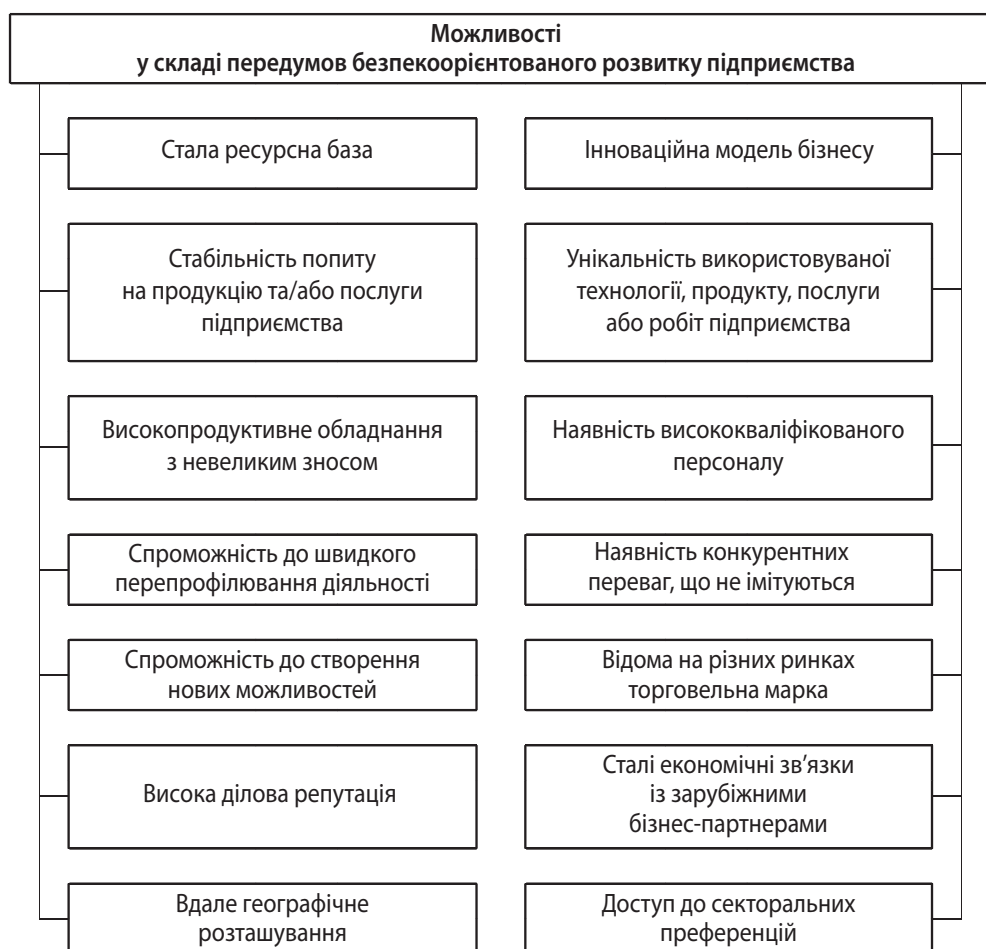 Можливості
у складі передумов безпекоорієнтованого розвитку підприємства
Стала ресурсна база
Інноваційна модель бізнесу
Стабільність попиту
на продукцію та/або послуги
підприємства
Унікальність використовуваної
технології, продукту, послуги
або робіт підприємства
Високопродуктивне обладнання
з невеликим зносом
Наявність висококваліфікованого
персоналу
Спроможність до швидкого
перепрофілювання діяльності
Наявність конкурентних
переваг, що не імітуються
Спроможність до створення
нових можливостей
Відома на різних ринках
торговельна марка
Висока ділова репутація
Сталі економічні зв’язки
із зарубіжними
бізнес-партнерами
Вдале географічне
розташування
Доступ до секторальних
преференцій